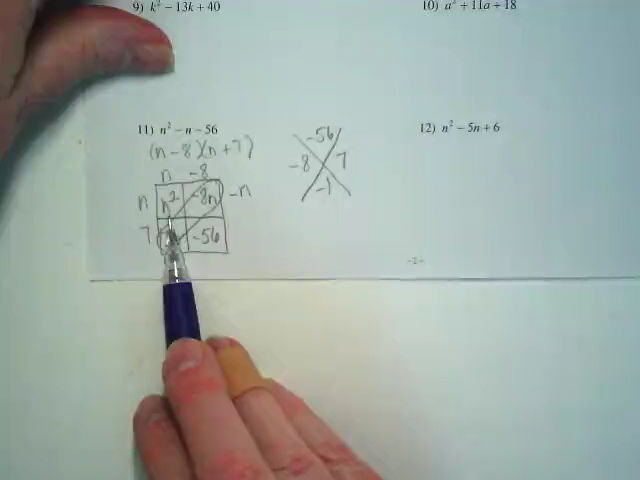 9) k² − 13k + 40
10) a² + 11a + 18
11) n² − n − 56
(n − 8)(n + 7)
n −8
n n² −8n −n
7 −56
−56
−8 7
−1
12) n² − 5n + 6
-2-